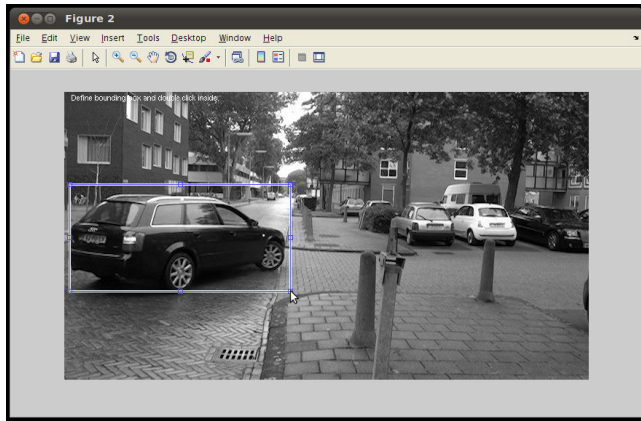 Figure 2
File Edit View Insert Tools Desktop Window Help
Define bounding box and double click inside.